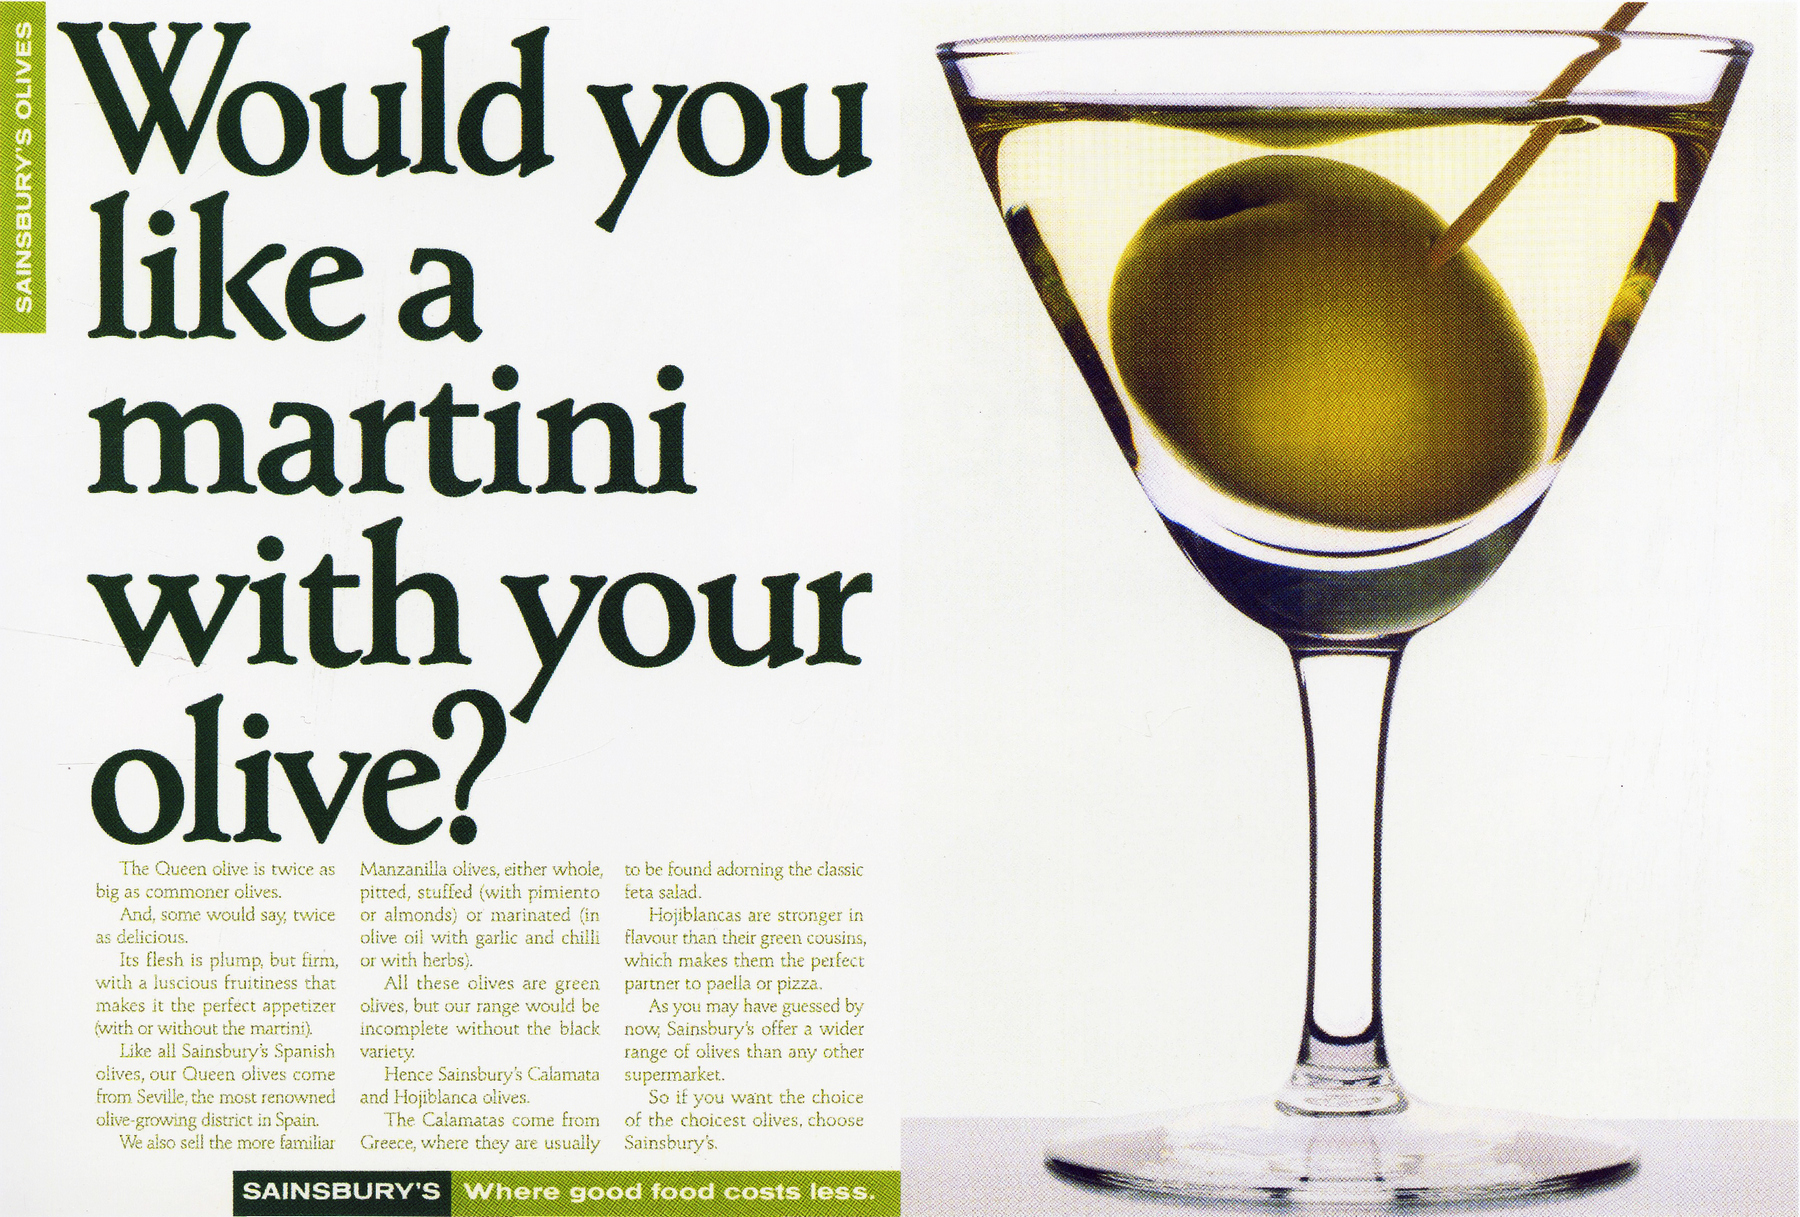 SAINSBURY'S OLIVES
Would you
like a
martini
with your
olive?
The Queen olive is twice as
big as commoner olives.
And, some would say, twice
as delicious.
Its flesh is plump, but firm,
with a luscious fruitiness that
makes it the perfect appetizer
(with or without the martini).
Like all Sainsbury's Spanish
olives, our Queen olives come
from Seville, the most renowned
olive-growing district in Spain.
We also sell the more familiar
Manzanilla olives, either whole,
pitted, stuffed (with pimiento
or almonds) or marinated (in
olive oil with garlic and chilli
or with herbs).
All these olives are green
olives, but our range would be
incomplete without the black
variety.
Hence Sainsbury's Calamata
and Hojiblanca olives.
The Calamatas come from
Greece, where they are usually
to be found adorning the classic
feta salad.
Hojiblancas are stronger in
flavour than their green cousins,
which makes them the perfect
partner to paella or pizza.
As you may have guessed by
now, Sainsbury's offer a wider
range of olives than any other
supermarket.
So if you want the choice
of the choicest olives, choose
Sainsbury's.
SAINSBURY'S Where good food costs less.